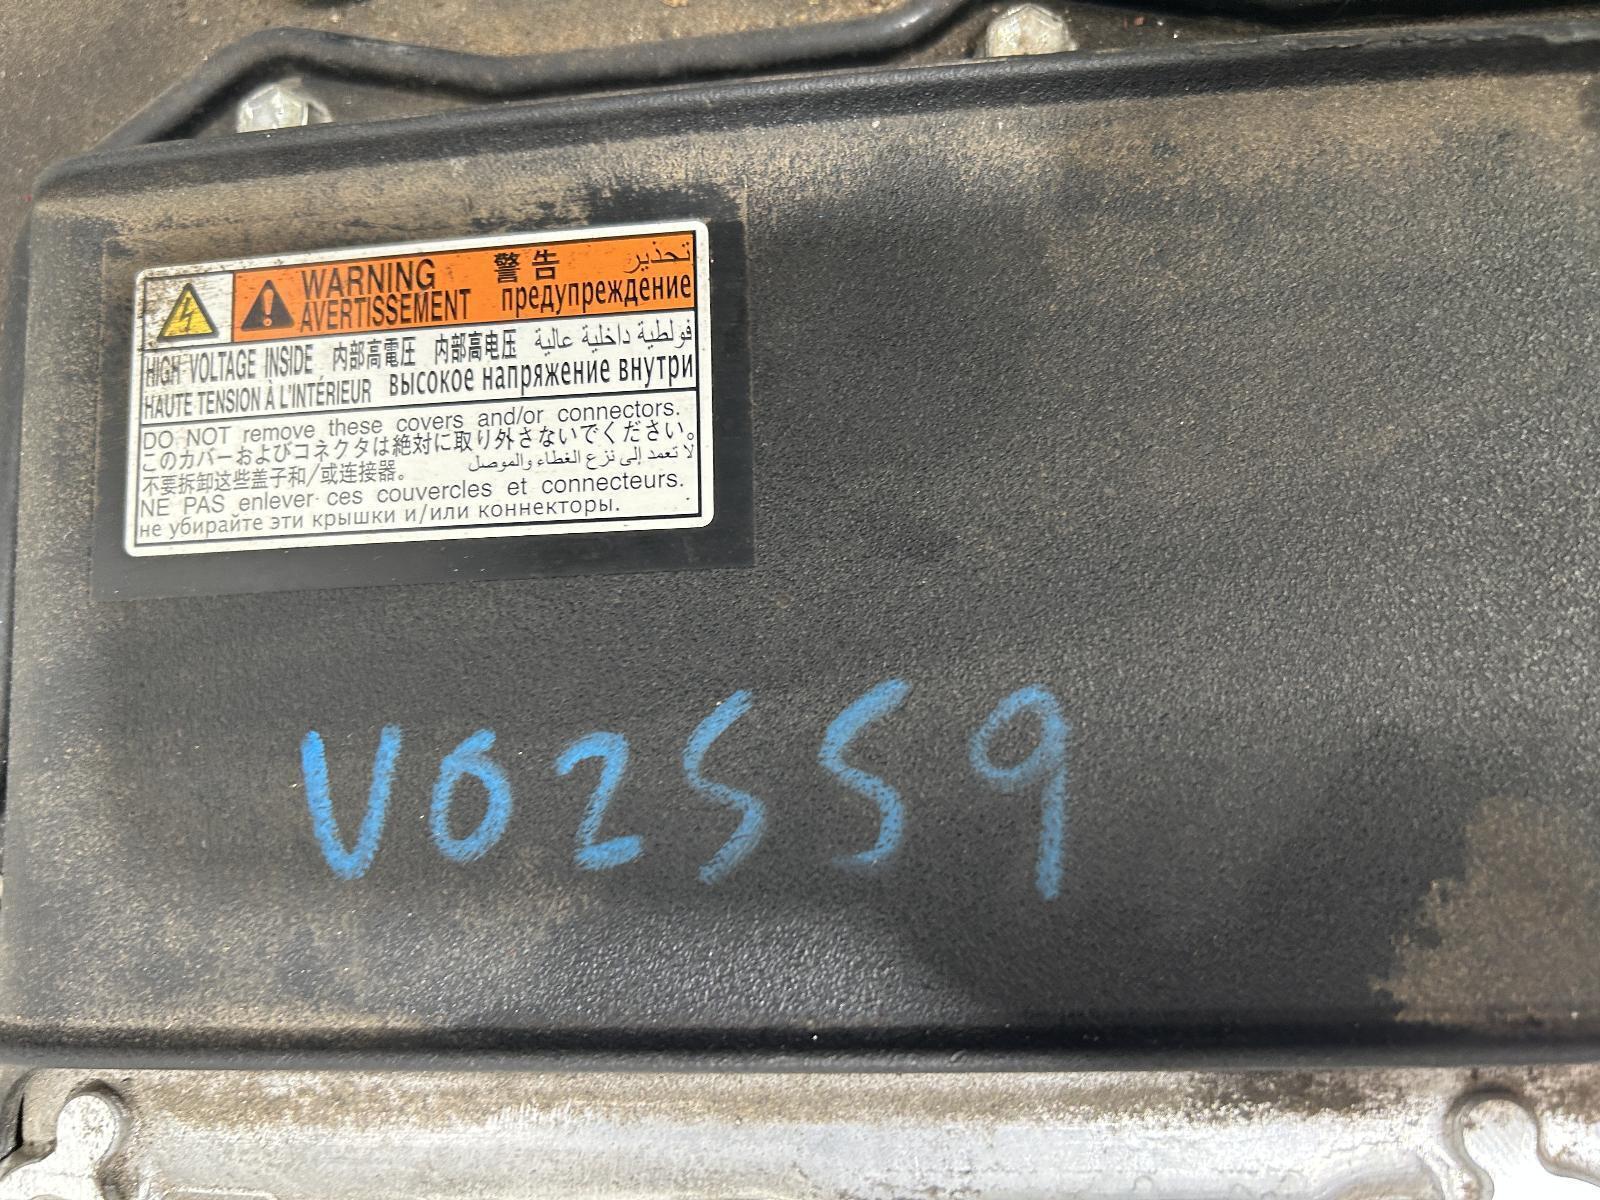 WARNING 警告 تحذير
AVERTISSEMENT предупреждение
HIGH VOLTAGE INSIDE 内部高電圧 内部高电压 فولطية داخلية عالية
HAUTE TENSION À L'INTÉRIEUR высокое напряжение внутри
DO NOT remove these covers and/or connectors.
このカバーおよびコネクタは絶対に取り外さないでください。
不要拆卸这些盖子和/或连接器。 لا تعمد إلى نزع الغطاء والموصل
NE PAS enlever ces couvercles et connecteurs.
не убирайте эти крышки и/или коннекторы.
V02559